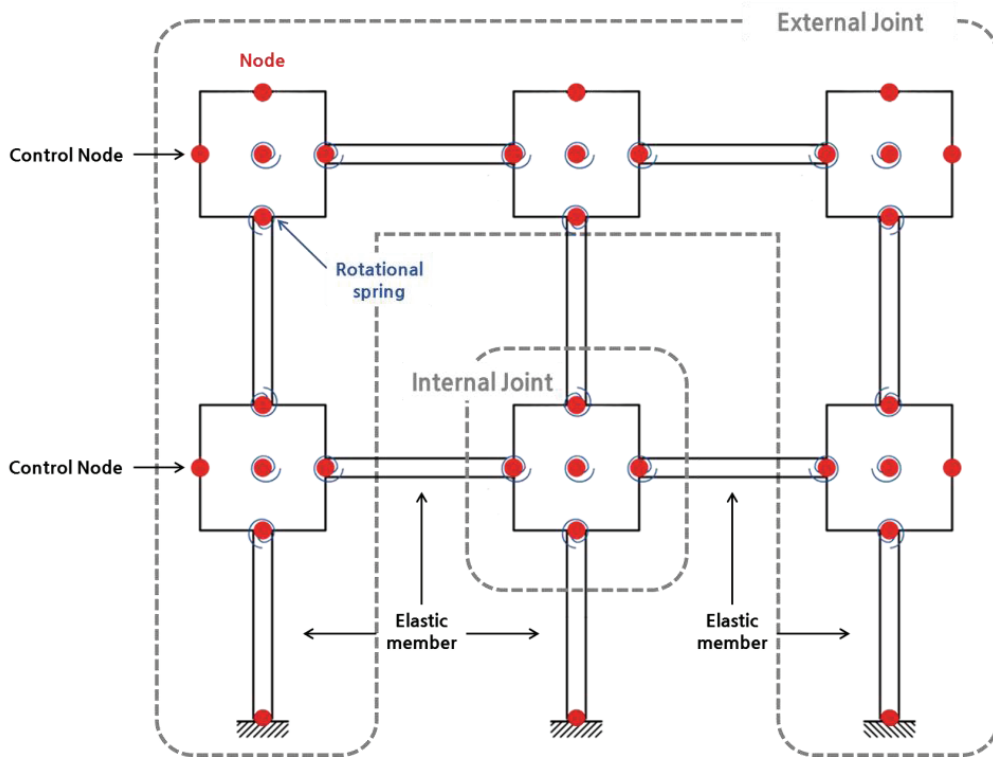 External Joint
Node
Control Node
Rotational
spring
Internal Joint
Control Node
Elastic
member
Elastic
member